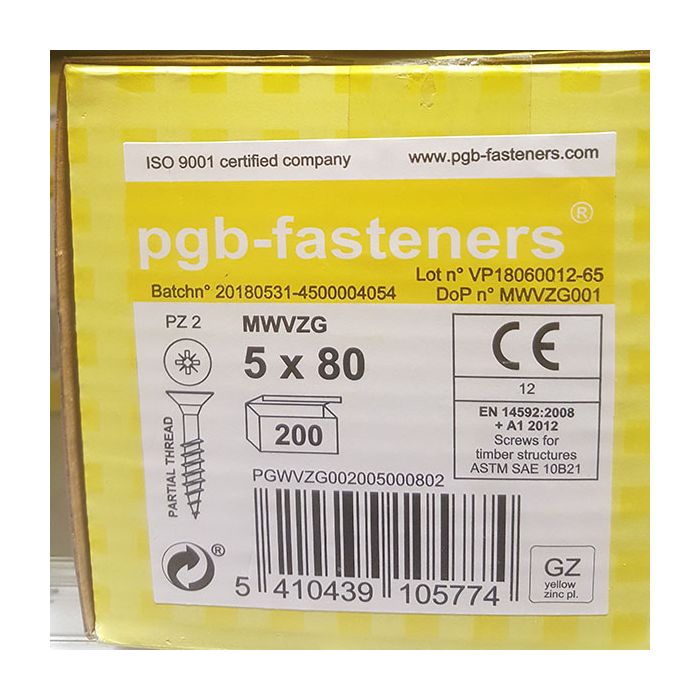 ISO 9001 certified company www.pgb-fasteners.com
pgb-fasteners®
Lot n° VP18060012-65
Batchn° 20180531-4500004054 DoP n° MWVZG001
PZ 2 MWVZG
5 x 80
CE
12
EN 14592:2008
+ A1 2012
Screws for
timber structures
ASTM SAE 10B21
PARTIAL THREAD
200
PGWVZG002005000802
®
5 410439 105774
GZ
yellow
zinc pl.